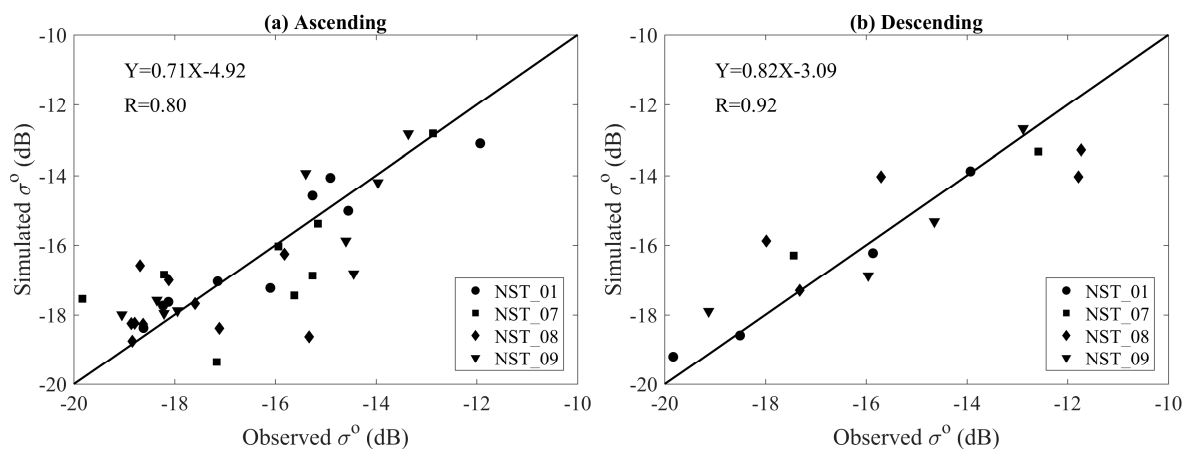 (a) Ascending
Y=0.71X-4.92
R=0.80
Simulated σ° (dB)
-10
-12
-14
-16
-18
-20
-20 -18 -16 -14 -12 -10
Observed σ° (dB)
NST_01
NST_07
NST_08
NST_09
(b) Descending
Y=0.82X-3.09
R=0.92
Simulated σ° (dB)
-10
-12
-14
-16
-18
-20
-20 -18 -16 -14 -12 -10
Observed σ° (dB)
NST_01
NST_07
NST_08
NST_09